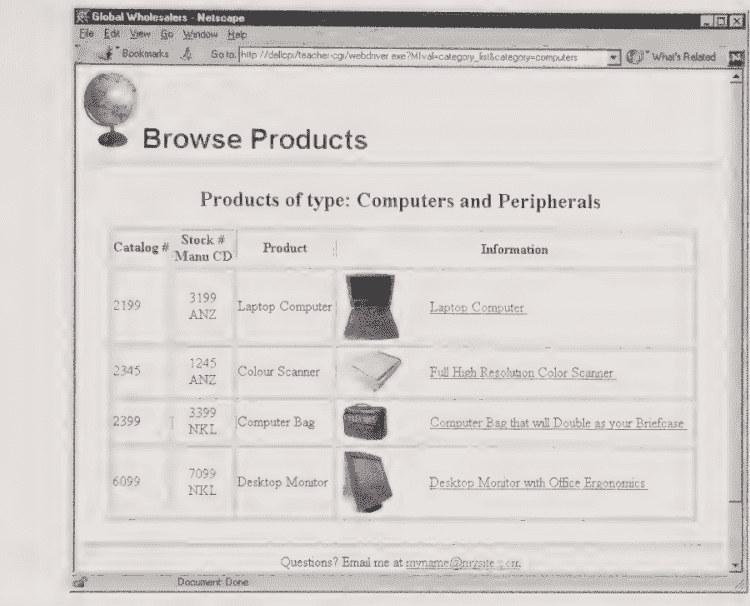 Global Wholesalers - Netscape
File Edit View Go Window Help
Bookmarks Go to: http://dellcpi/teacher-cgi/webdriver.exe?MIval=category_list&category=computers What's Related
Browse Products
Products of type: Computers and Peripherals
Catalog # Stock # Manu CD Product Information
2199 3199 ANZ Laptop Computer Laptop Computer
2345 1245 ANZ Colour Scanner Full High Resolution Color Scanner
2399 3399 NKL Computer Bag Computer Bag that will Double as your Briefcase
6099 7099 NKL Desktop Monitor Desktop Monitor with Office Ergonomics
Questions? Email me at
Document: Done